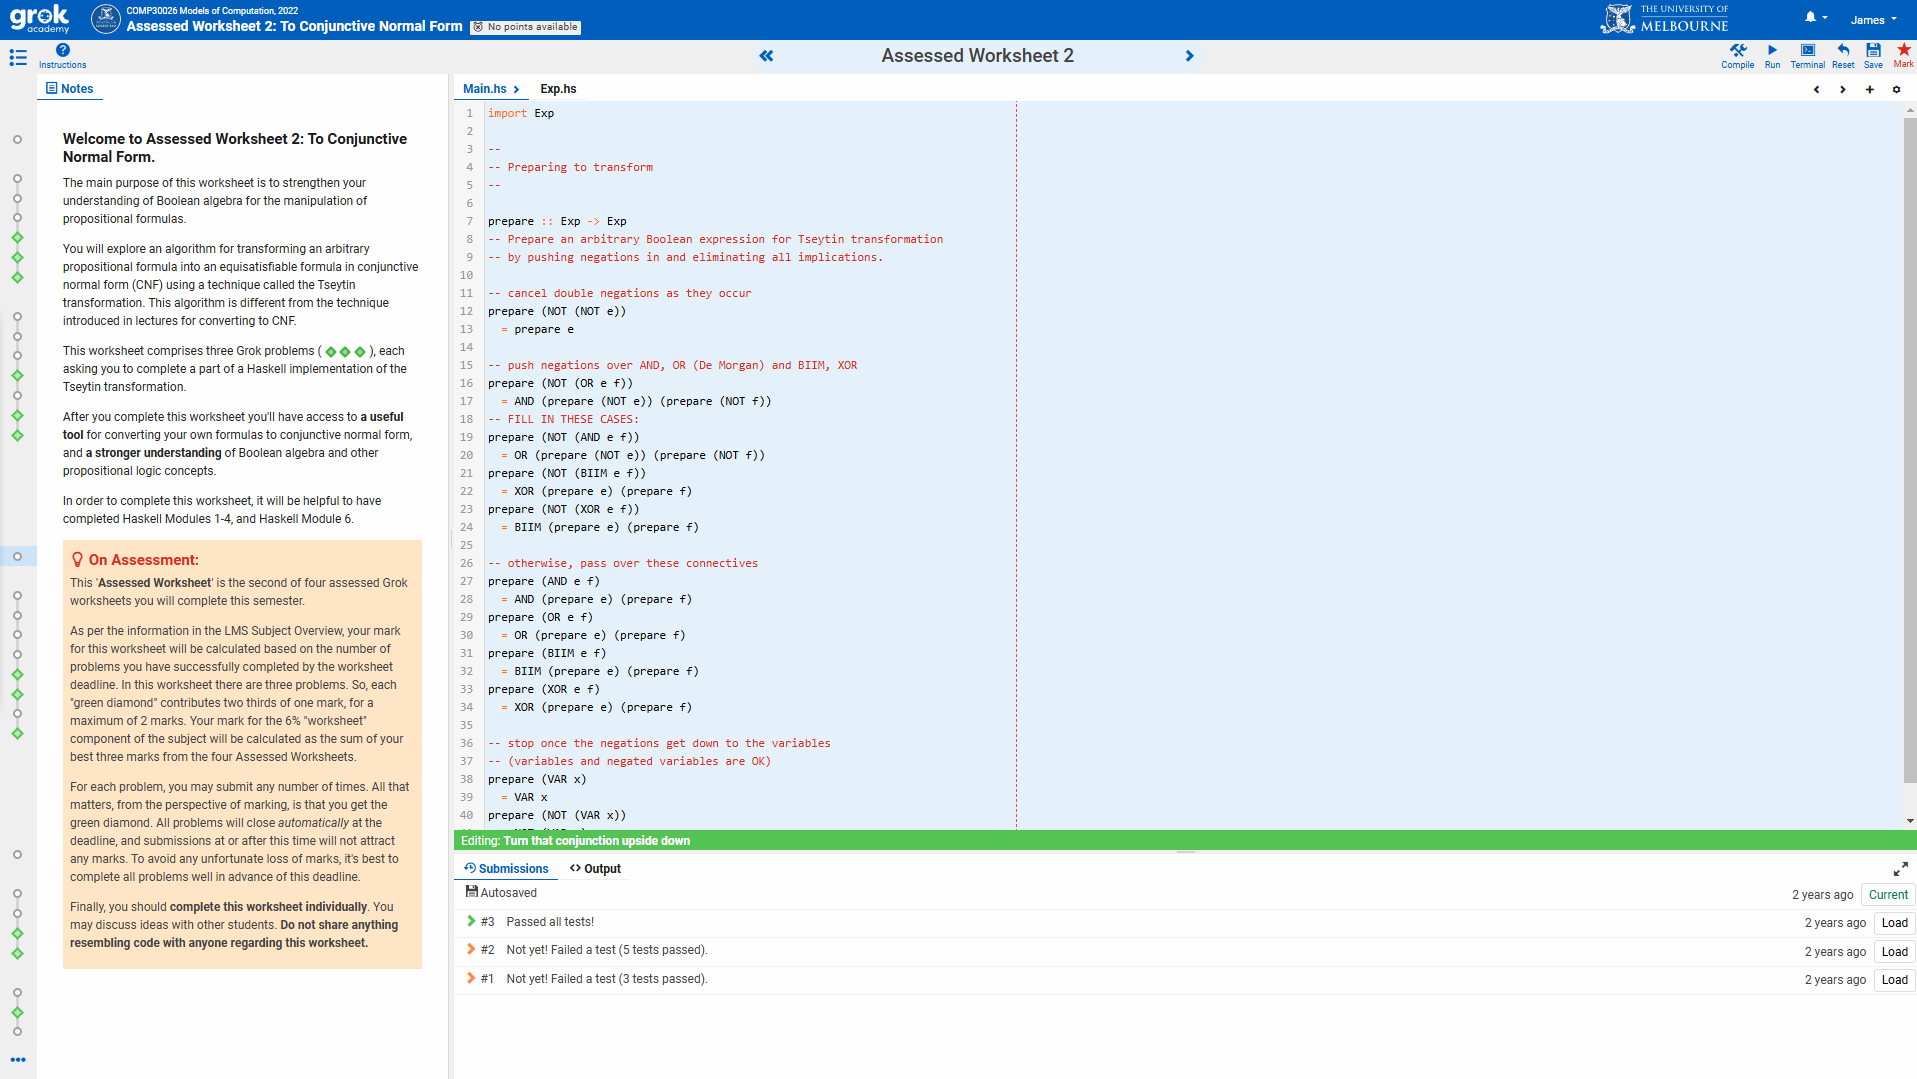 grok academy
COMP30026 Models of Computation, 2022
Assessed Worksheet 2: To Conjunctive Normal Form
No points available
THE UNIVERSITY OF
MELBOURNE
James
Instructions
Assessed Worksheet 2
Compile
Run
Terminal
Reset
Save
Mark
Notes
Welcome to Assessed Worksheet 2: To Conjunctive
Normal Form.
The main purpose of this worksheet is to strengthen your
understanding of Boolean algebra for the manipulation of
propositional formulas.
You will explore an algorithm for transforming an arbitrary
propositional formula into an equisatisfiable formula in conjunctive
normal form (CNF) using a technique called the Tseytin
transformation. This algorithm is different from the technique
introduced in lectures for converting to CNF.
This worksheet comprises three Grok problems ( ), each
asking you to complete a part of a Haskell implementation of the
Tseytin transformation.
After you complete this worksheet you'll have access to a useful
tool for converting your own formulas to conjunctive normal form,
and a stronger understanding of Boolean algebra and other
propositional logic concepts.
In order to complete this worksheet, it will be helpful to have
completed Haskell Modules 1-4, and Haskell Module 6.
On Assessment:
This 'Assessed Worksheet' is the second of four assessed Grok
worksheets you will complete this semester.
As per the information in the LMS Subject Overview, your mark
for this worksheet will be calculated based on the number of
problems you have successfully completed by the worksheet
deadline. In this worksheet there are three problems. So, each
"green diamond" contributes two thirds of one mark, for a
maximum of 2 marks. Your mark for the 6% "worksheet"
component of the subject will be calculated as the sum of your
best three marks from the four Assessed Worksheets.
For each problem, you may submit any number of times. All that
matters, from the perspective of marking, is that you get the
green diamond. All problems will close automatically at the
deadline, and submissions at or after this time will not attract
any marks. To avoid any unfortunate loss of marks, it's best to
complete all problems well in advance of this deadline.
Finally, you should complete this worksheet individually. You
may discuss ideas with other students. Do not share anything
resembling code with anyone regarding this worksheet.
Main.hs
Exp.hs
1 import Exp
2
3 --
4 -- Preparing to transform
5 --
6
7 prepare :: Exp -> Exp
8 -- Prepare an arbitrary Boolean expression for Tseytin transformation
9 -- by pushing negations in and eliminating all implications.
10
11 -- cancel double negations as they occur
12 prepare (NOT (NOT e))
13 = prepare e
14
15 -- push negations over AND, OR (De Morgan) and BIIM, XOR
16 prepare (NOT (OR e f))
17 = AND (prepare (NOT e)) (prepare (NOT f))
18 -- FILL IN THESE CASES:
19 prepare (NOT (AND e f))
20 = OR (prepare (NOT e)) (prepare (NOT f))
21 prepare (NOT (BIIM e f))
22 = XOR (prepare e) (prepare f)
23 prepare (NOT (XOR e f))
24 = BIIM (prepare e) (prepare f)
25
26 -- otherwise, pass over these connectives
27 prepare (AND e f)
28 = AND (prepare e) (prepare f)
29 prepare (OR e f)
30 = OR (prepare e) (prepare f)
31 prepare (BIIM e f)
32 = BIIM (prepare e) (prepare f)
33 prepare (XOR e f)
34 = XOR (prepare e) (prepare f)
35
36 -- stop once the negations get down to the variables
37 -- (variables and negated variables are OK)
38 prepare (VAR x)
39 = VAR x
40 prepare (NOT (VAR x))
Editing: Turn that conjunction upside down
Submissions
Output
Autosaved
2 years ago
Current
#3 Passed all tests!
2 years ago
Load
#2 Not yet! Failed a test (5 tests passed).
2 years ago
Load
#1 Not yet! Failed a test (3 tests passed).
2 years ago
Load